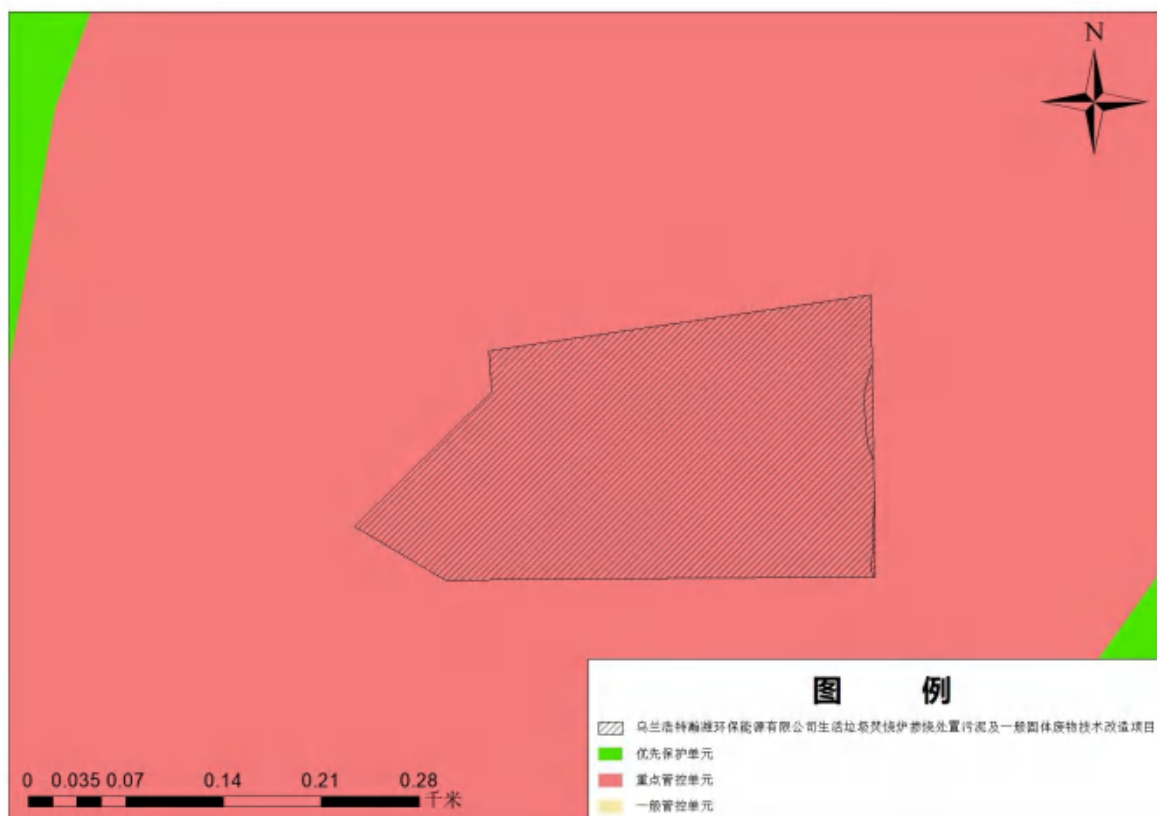 N
图 例
乌兰浩特瀚潍环保能源有限公司生活垃圾焚烧炉掺烧处置污泥及一般固体废物技术改造项目
优先保护单元
重点管控单元
一般管控单元
0 0.035 0.07 0.14 0.21 0.28
千米